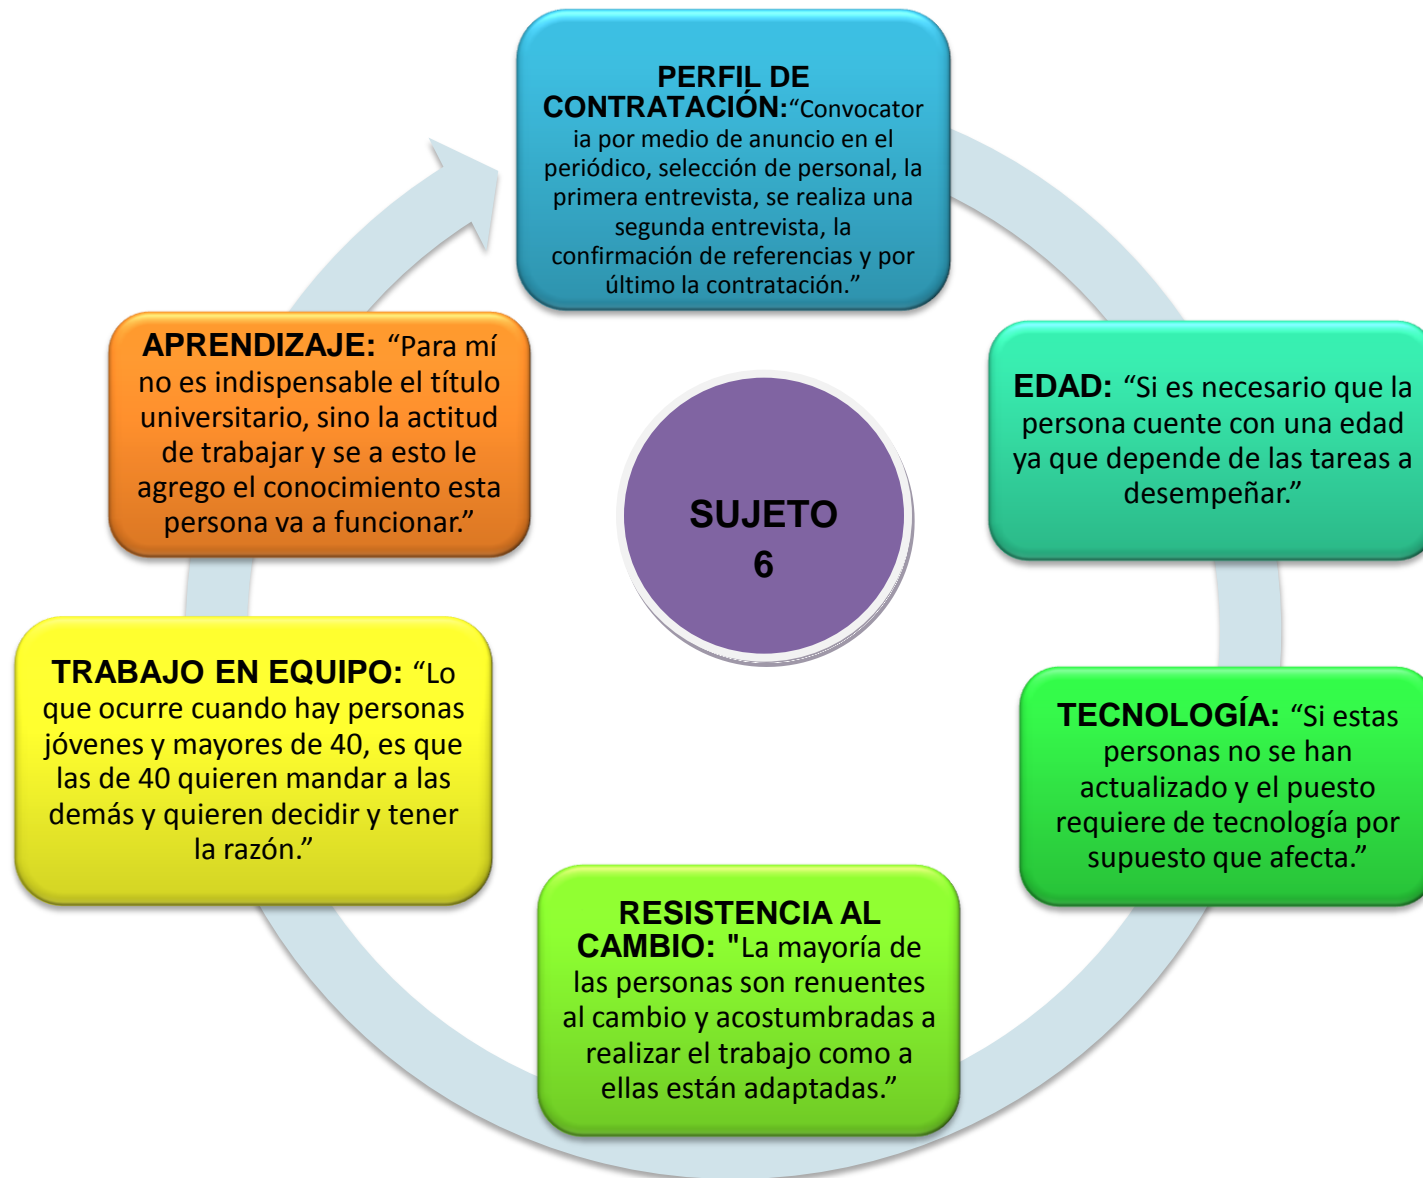 PERFIL DE
CONTRATACIÓN:“Convocator
ia por medio de anuncio en el
periódico, selección de personal, la
primera entrevista, se realiza una
segunda entrevista, la
confirmación de referencias y por
último la contratación.”
EDAD: “Si es necesario que la
persona cuente con una edad
ya que depende de las tareas a
desempeñar.”
TECNOLOGÍA: “Si estas
personas no se han
actualizado y el puesto
requiere de tecnología por
supuesto que afecta.”
RESISTENCIA AL
CAMBIO: "La mayoría de
las personas son renuentes
al cambio y acostumbradas a
realizar el trabajo como a
ellas están adaptadas.”
TRABAJO EN EQUIPO: “Lo
que ocurre cuando hay personas
jóvenes y mayores de 40, es que
las de 40 quieren mandar a las
demás y quieren decidir y tener
la razón.”
APRENDIZAJE: “Para mí
no es indispensable el título
universitario, sino la actitud
de trabajar y se a esto le
agrego el conocimiento esta
persona va a funcionar.”
SUJETO
6